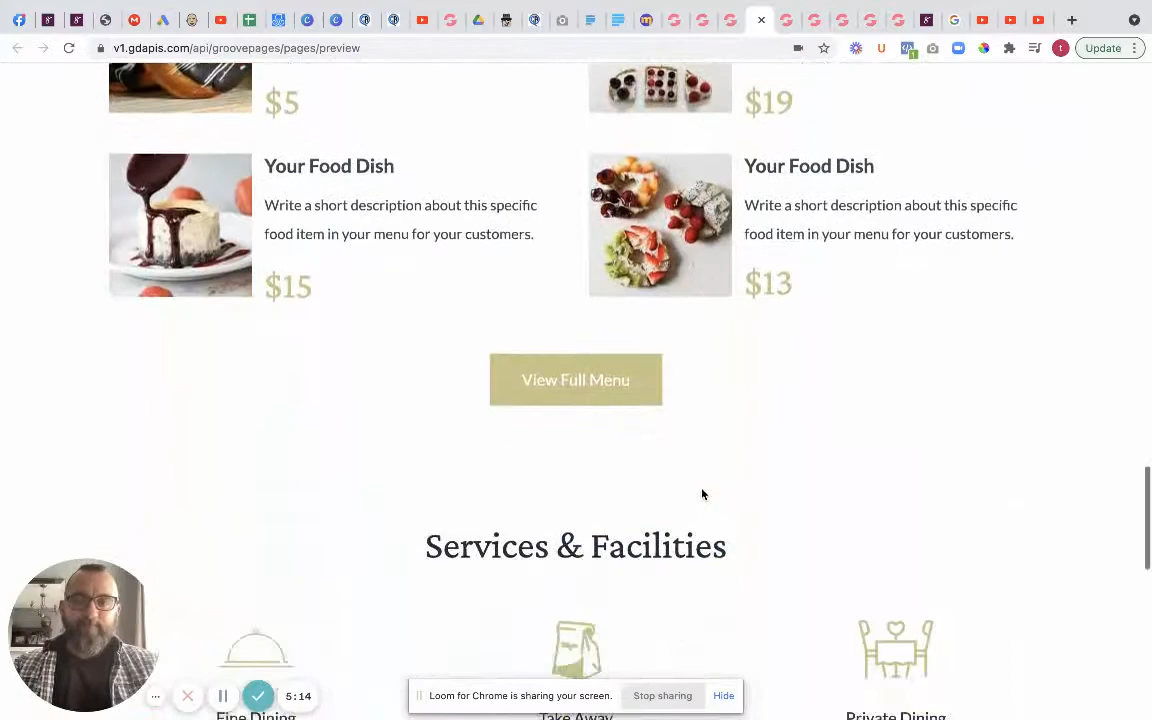 v1.gdapis.com/api/groovepages/pages/preview
Update
$5
$19
Your Food Dish
Write a short description about this specific
food item in your menu for your customers.
$15
Your Food Dish
Write a short description about this specific
food item in your menu for your customers.
$13
View Full Menu
Services & Facilities
Fine Dining
Take Away
Private Dining
5:14
Loom for Chrome is sharing your screen.
Stop sharing
Hide